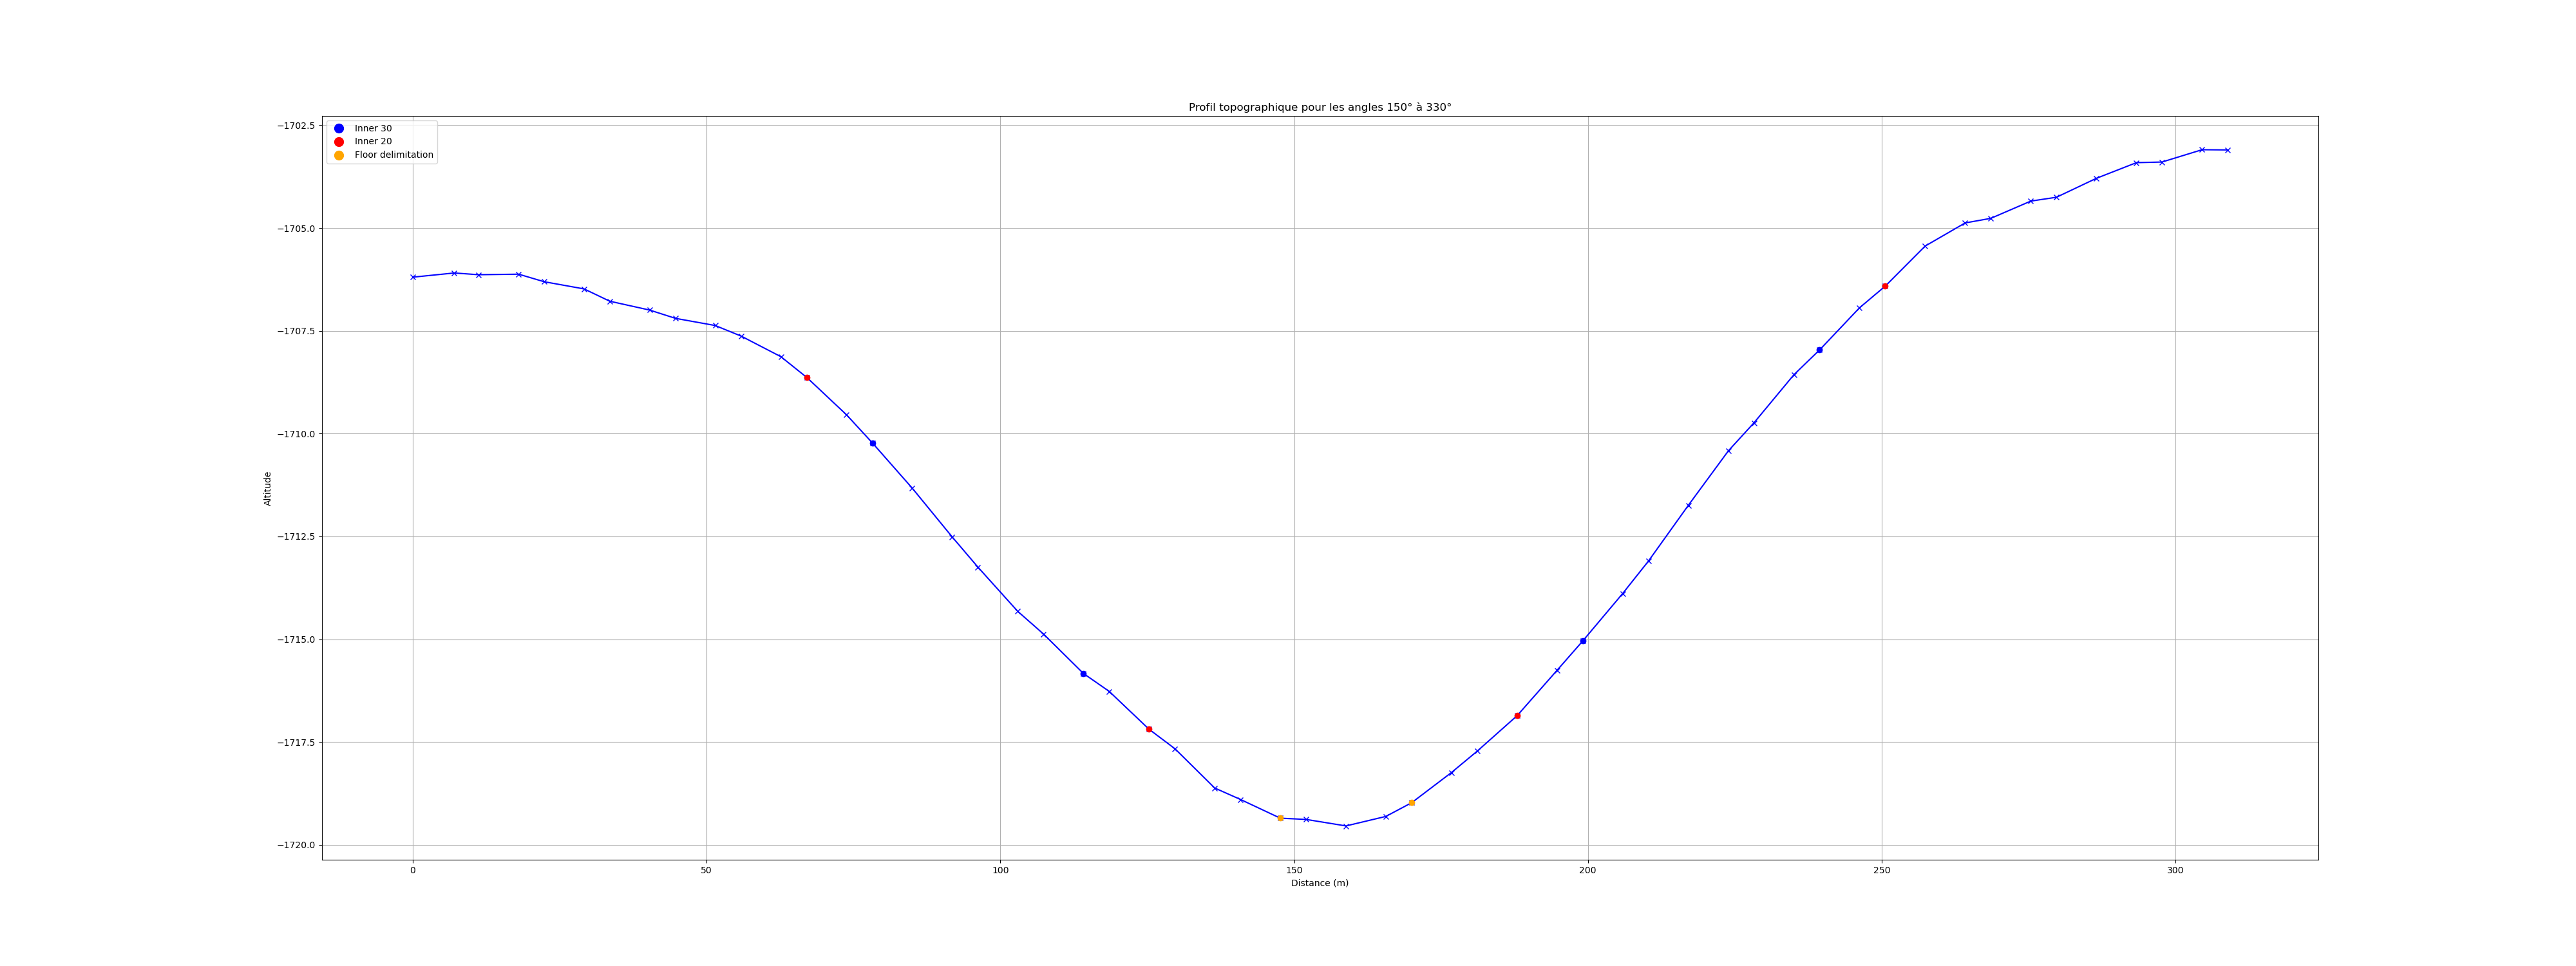 Profil topographique pour les angles 150° à 330°
Inner 30
Inner 20
Floor delimitation
−1702.5
−1705.0
−1707.5
−1710.0
−1712.5
−1715.0
−1717.5
−1720.0
Altitude
0 50 100 150 200 250 300
Distance (m)